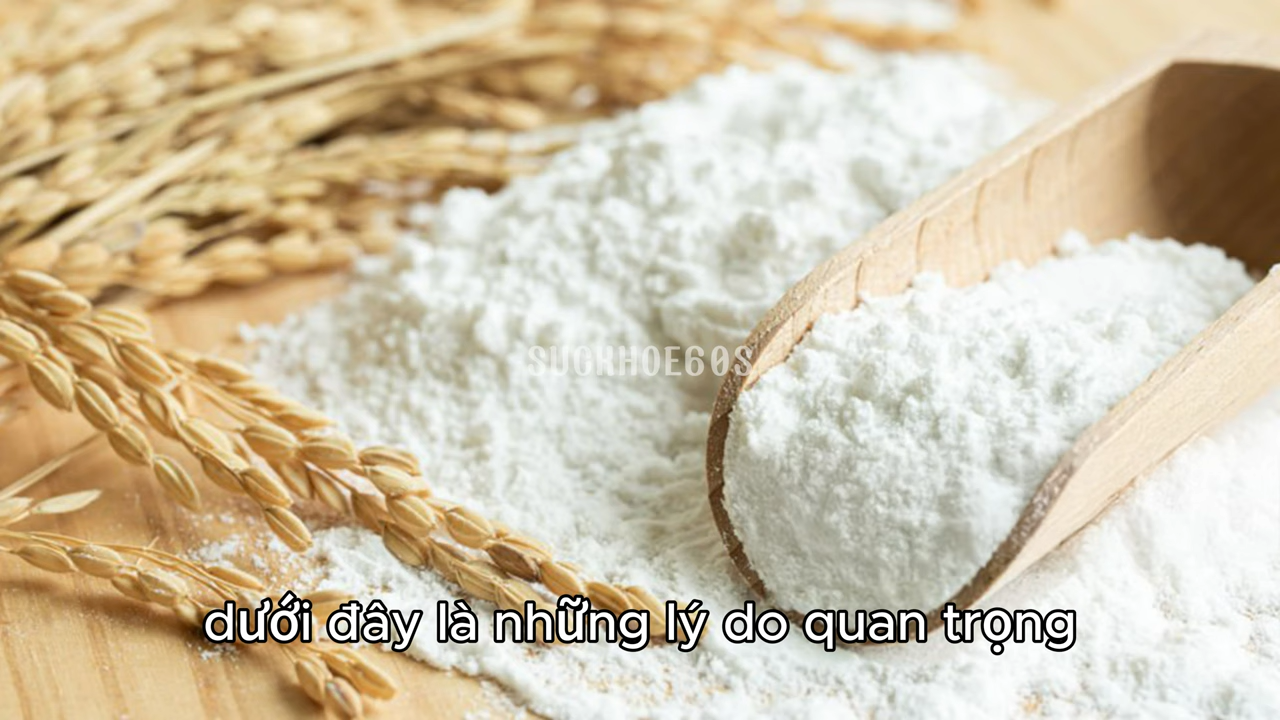 SUCKHOE60S
dưới đây là những lý do quan trọng